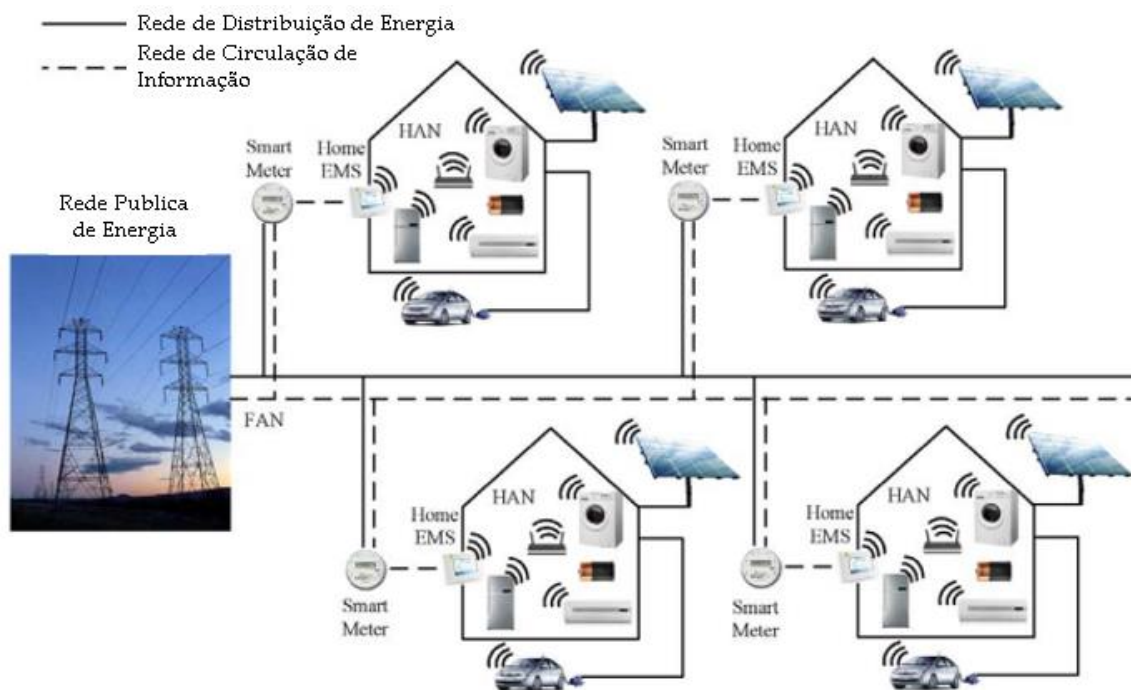 Rede de Distribuição de Energia
Rede de Circulação de
Informação
Smart
Meter
Home
EMS
HAN
Smart
Meter
Home
EMS
HAN
Rede Publica
de Energia
FAN
Home
EMS
HAN
Smart
Meter
Home
EMS
HAN
Smart
Meter